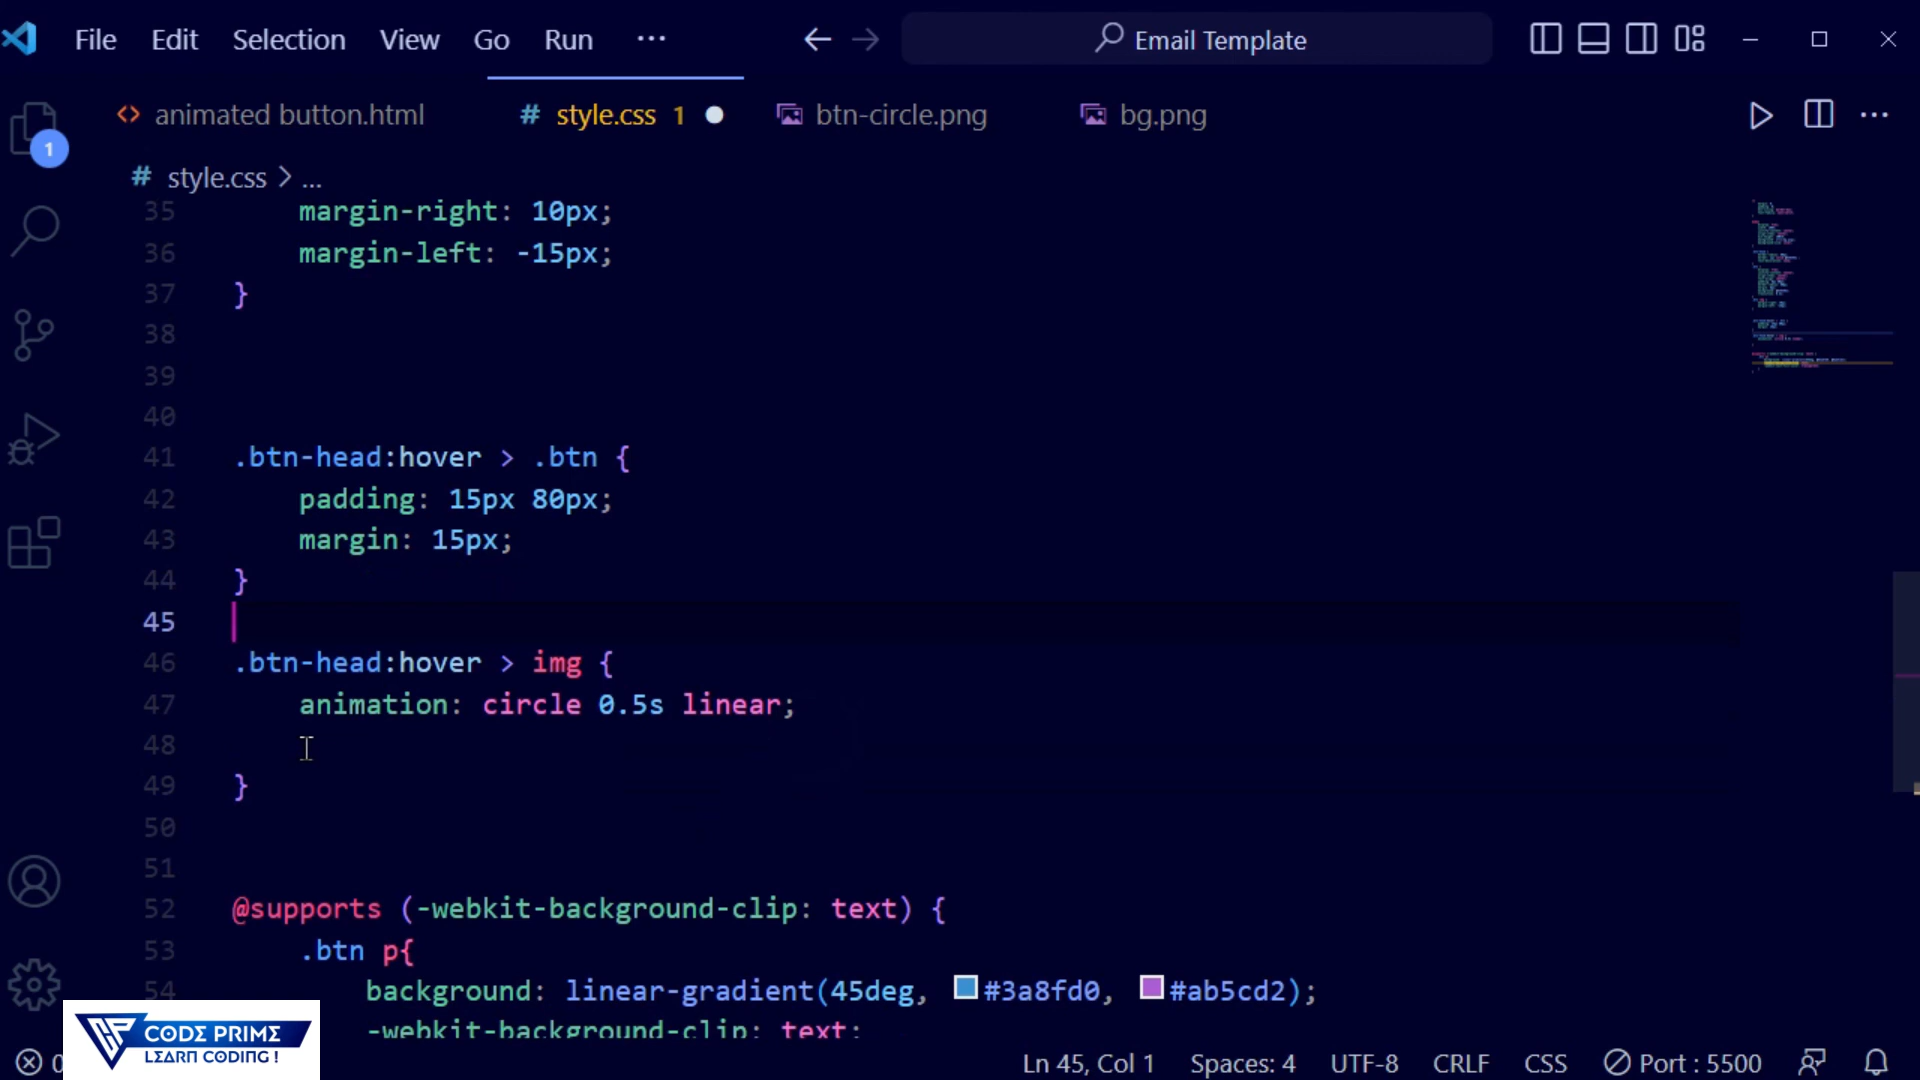 File Edit Selection View Go Run ··· Email Template
animated button.html # style.css 1 btn-circle.png bg.png
1
# style.css > ...
35 margin-right: 10px;
36 margin-left: -15px;
37 }
38
39
40
41 .btn-head:hover > .btn {
42 padding: 15px 80px;
43 margin: 15px;
44 }
45
46 .btn-head:hover > img {
47 animation: circle 0.5s linear;
48
49 }
50
51
52 @supports (-webkit-background-clip: text) {
53 .btn p{
54 background: linear-gradient(45deg, #3a8fd0, #ab5cd2);
-webkit-background-clip: text;
CODE PRIME
LEARN CODING !
0 Ln 45, Col 1 Spaces: 4 UTF-8 CRLF CSS Port : 5500